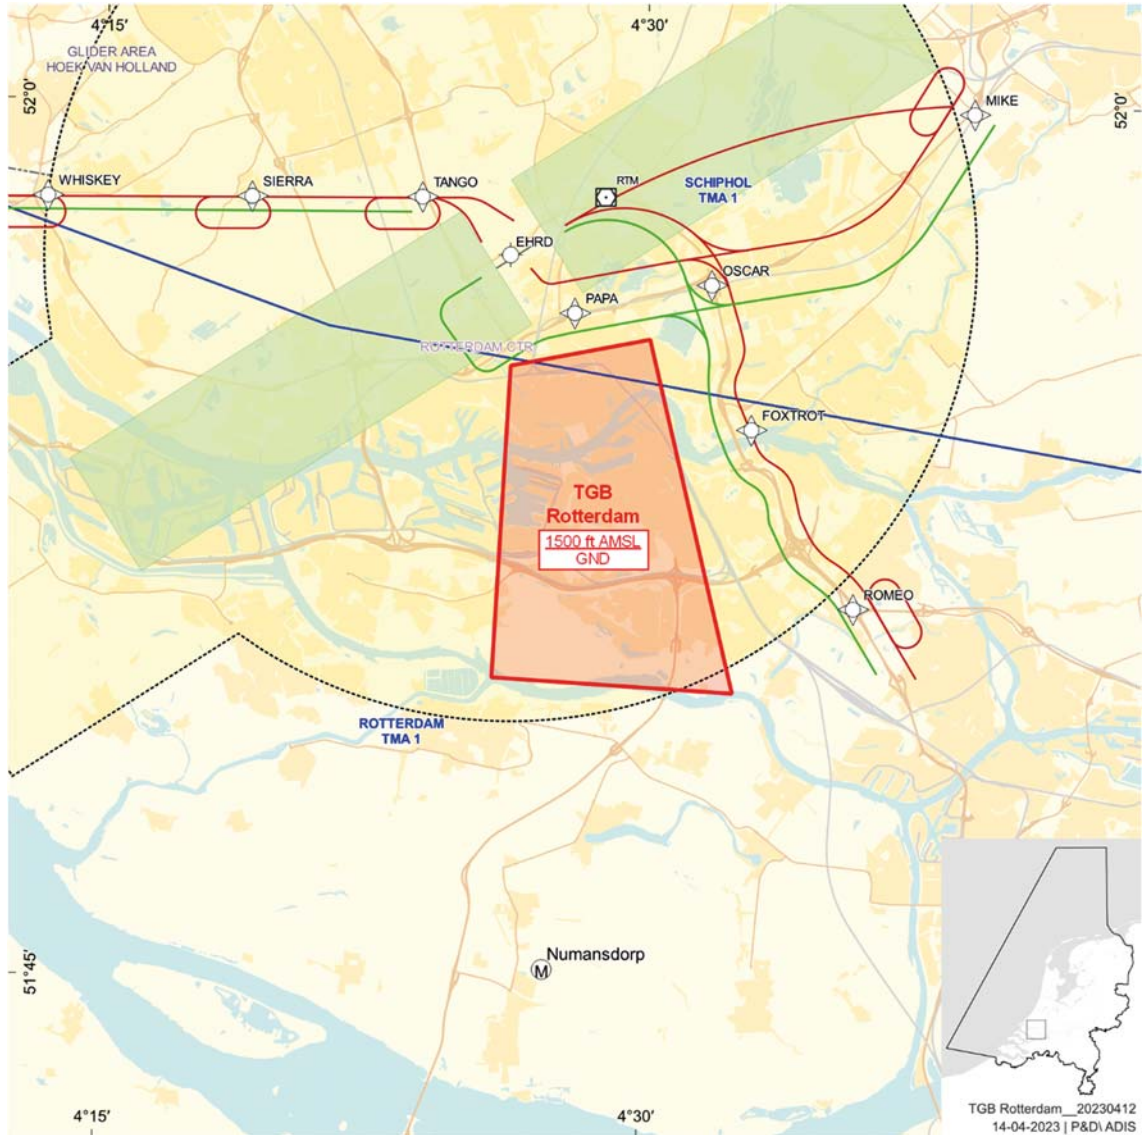 4°15'
4°30'
GLIDER AREA
HOEK VAN HOLLAND
52°0'
52°0'
MIKE
WHISKEY
SIERRA
TANGO
RTM
SCHIPHOL
TMA 1
EHRD
OSCAR
PAPA
ROTTERDAM CTR
FOXTROT
TGB
Rotterdam
1500 ft AMSL
GND
ROMEO
ROTTERDAM
TMA 1
Numansdorp
M
51°45'
51°45'
4°15'
4°30'
TGB Rotterdam__20230412
14-04-2023 | P&D\ ADIS